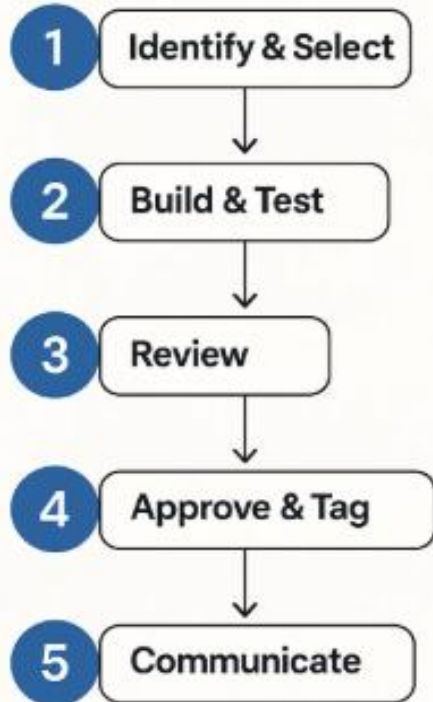 1 Identify & Select
2 Build & Test
3 Review
4 Approve & Tag
5 Communicate